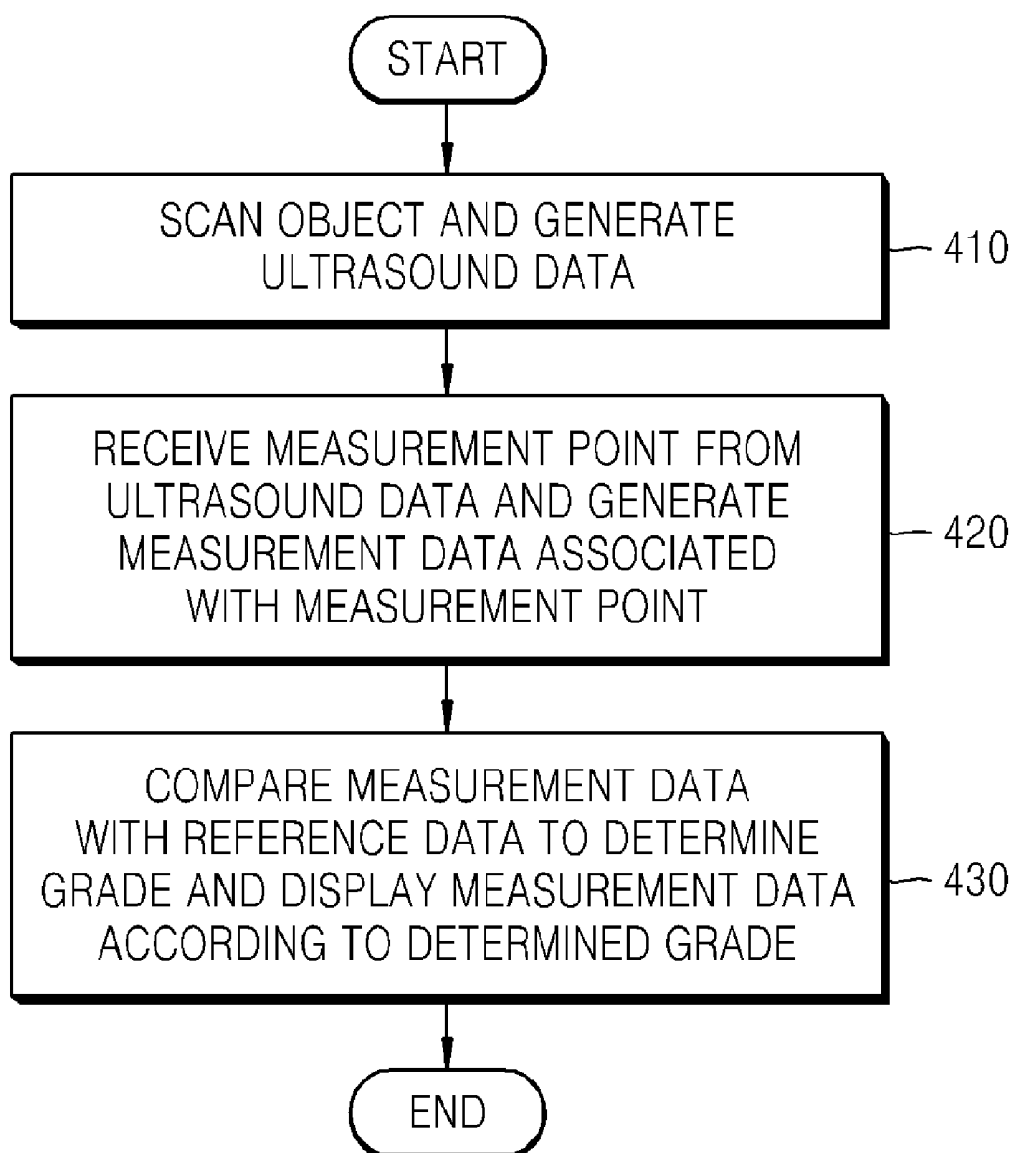 START
SCAN OBJECT AND GENERATE
ULTRASOUND DATA
410
RECEIVE MEASUREMENT POINT FROM
ULTRASOUND DATA AND GENERATE
MEASUREMENT DATA ASSOCIATED
WITH MEASUREMENT POINT
420
COMPARE MEASUREMENT DATA
WITH REFERENCE DATA TO DETERMINE
GRADE AND DISPLAY MEASUREMENT DATA
ACCORDING TO DETERMINED GRADE
430
END